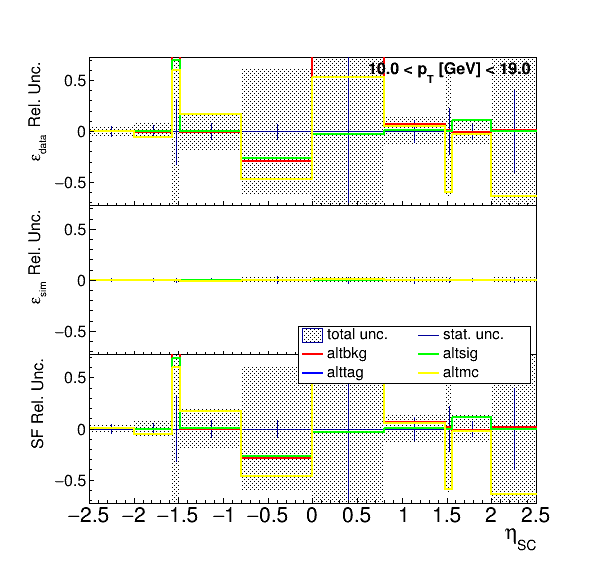 10.0 < p_T [GeV] < 19.0
ε_data Rel. Unc.
0.5
0
−0.5
ε_sim Rel. Unc.
0.5
0
−0.5
total unc. stat. unc.
altbkg altsig
alttag altmc
SF Rel. Unc.
0.5
0
−0.5
−2.5 −2 −1.5 −1 −0.5 0 0.5 1 1.5 2 2.5
η_SC